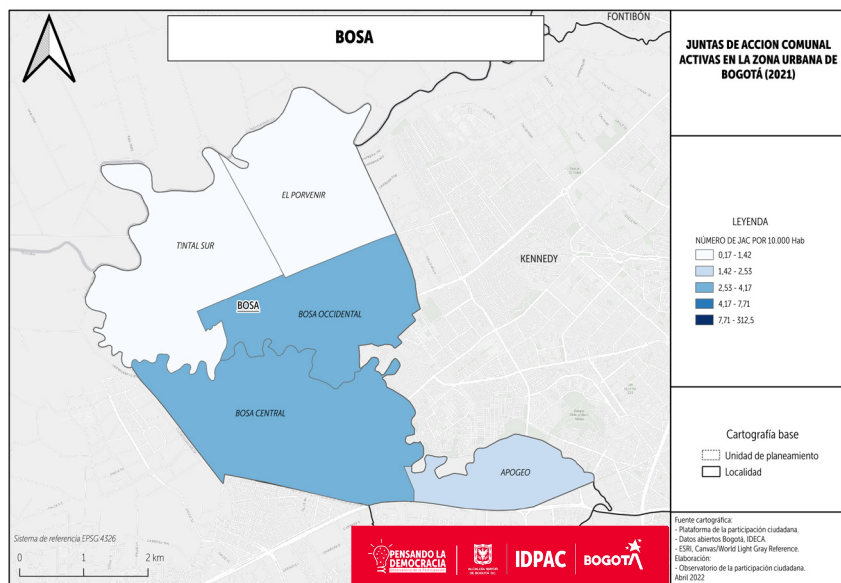 BOSA
FONTIBÓN
JUNTAS DE ACCION COMUNAL
ACTIVAS EN LA ZONA URBANA DE
BOGOTÁ (2021)
EL PORVENIR
TINTAL SUR
KENNEDY
BOSA
BOSA OCCIDENTAL
BOSA CENTRAL
APOGEO
LEYENDA
NÚMERO DE JAC POR 10.000 Hab
0,17 - 1,42
1,42 - 2,53
2,53 - 4,17
4,17 - 7,71
7,71 - 312,5
Cartografía base
Unidad de planeamiento
Localidad
Sistema de referencia EPSG:4326
0 1 2 km
PENSANDO LA
DEMOCRACIA
ALCALDÍA MAYOR
DE BOGOTÁ D.C.
IDPAC
BOGOTÁ
Fuente cartográfica:
- Plataforma de la participación ciudadana.
- Datos abiertos Bogotá, IDECA.
- ESRI, Canvas/World Light Gray Reference.
Elaboración:
- Observatorio de la participación ciudadana.
Abril 2022